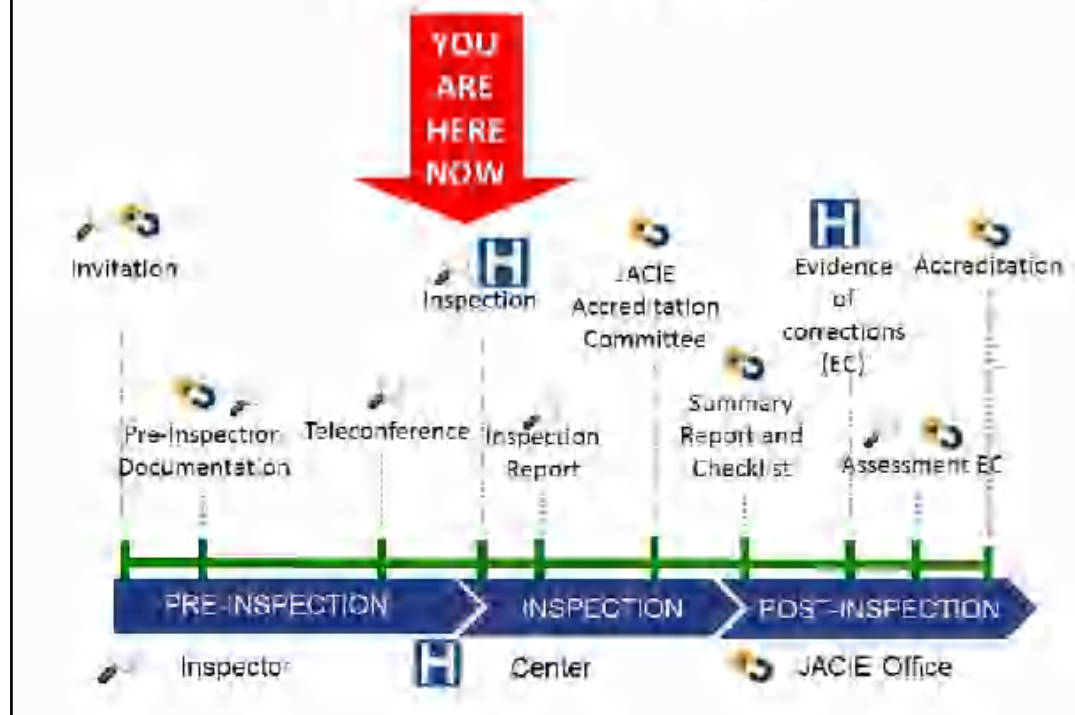 YOU
ARE
HERE
NOW
H
H
Invitation
Inspection
JACIE
Accreditation
Committee
Evidence
of
corrections
(EC)
Accreditation
Pre-Inspection
Documentation
Teleconference
Inspection
Report
Summary
Report and
Checklist
Assessment EC
PRE-INSPECTION
INSPECTION
POST-INSPECTION
Inspector
H
Center
JACIE Office